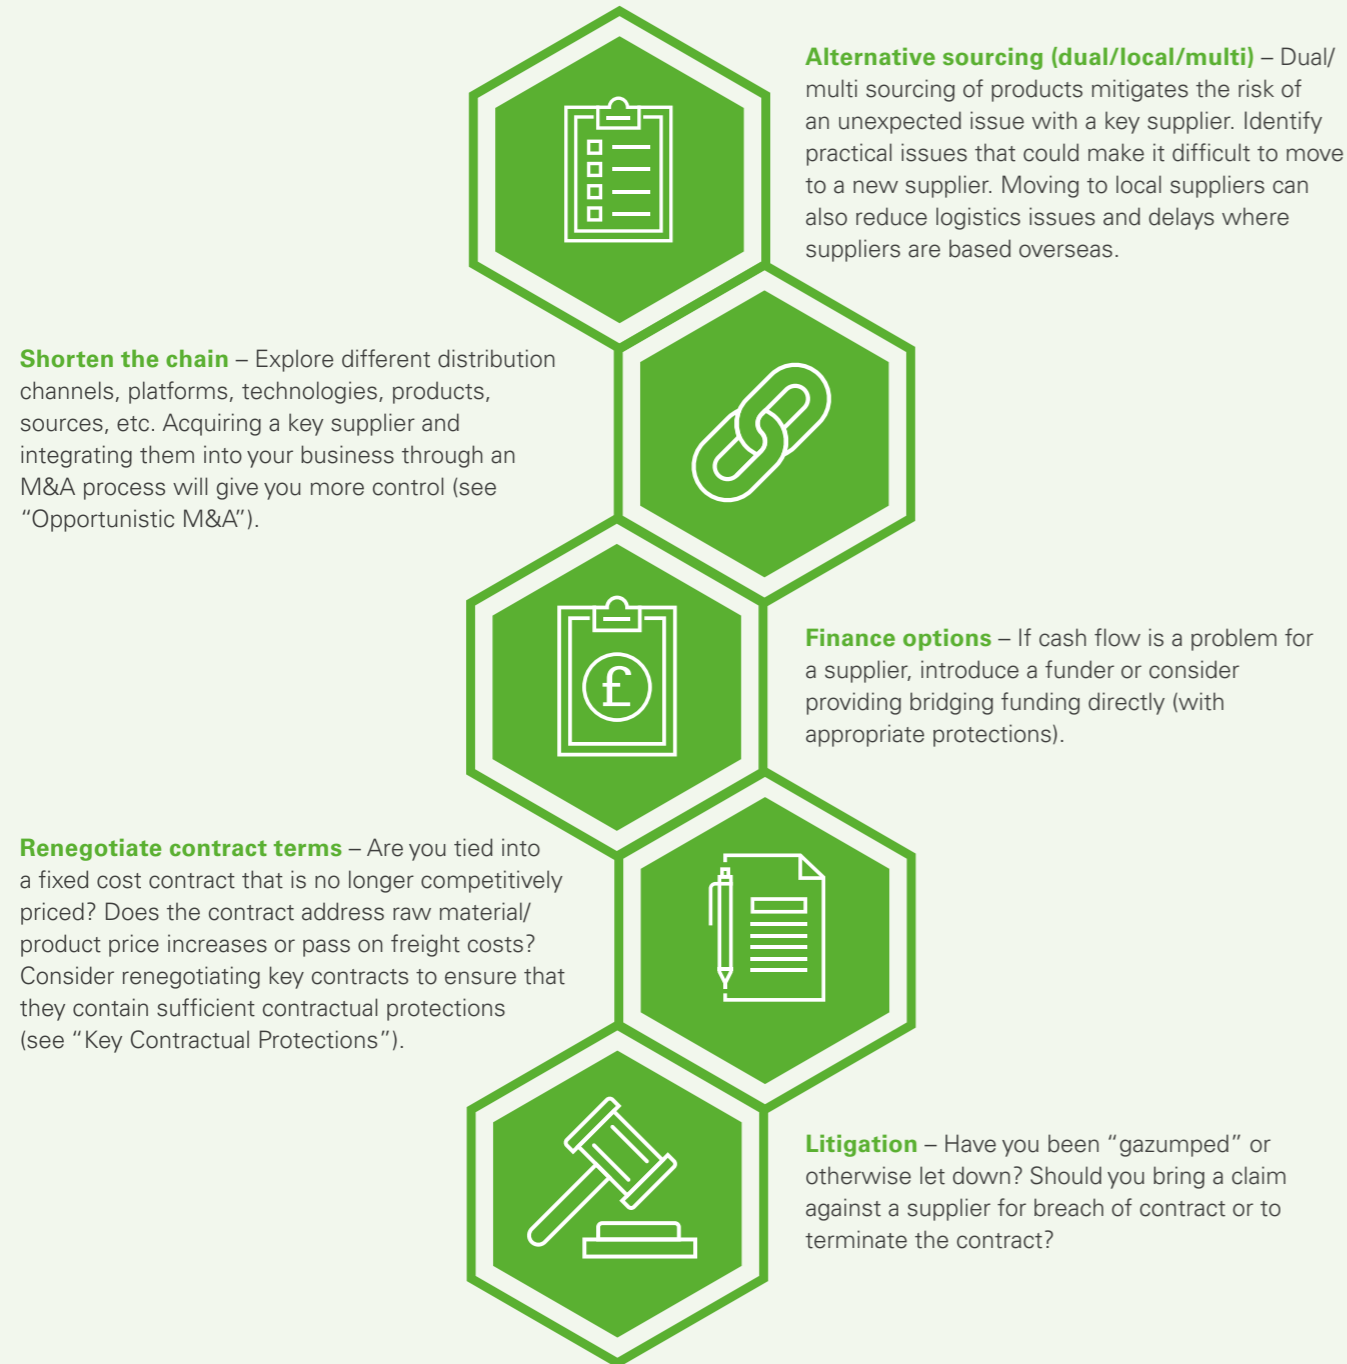 Alternative sourcing (dual/local/multi) – Dual/
multi sourcing of products mitigates the risk of
an unexpected issue with a key supplier. Identify
practical issues that could make it difficult to move
to a new supplier. Moving to local suppliers can
also reduce logistics issues and delays where
suppliers are based overseas.
Shorten the chain – Explore different distribution
channels, platforms, technologies, products,
sources, etc. Acquiring a key supplier and
integrating them into your business through an
M&A process will give you more control (see
“Opportunistic M&A”).
£
Finance options – If cash flow is a problem for
a supplier, introduce a funder or consider
providing bridging funding directly (with
appropriate protections).
Renegotiate contract terms – Are you tied into
a fixed cost contract that is no longer competitively
priced? Does the contract address raw material/
product price increases or pass on freight costs?
Consider renegotiating key contracts to ensure that
they contain sufficient contractual protections
(see “Key Contractual Protections”).
Litigation – Have you been “gazumped” or
otherwise let down? Should you bring a claim
against a supplier for breach of contract or to
terminate the contract?